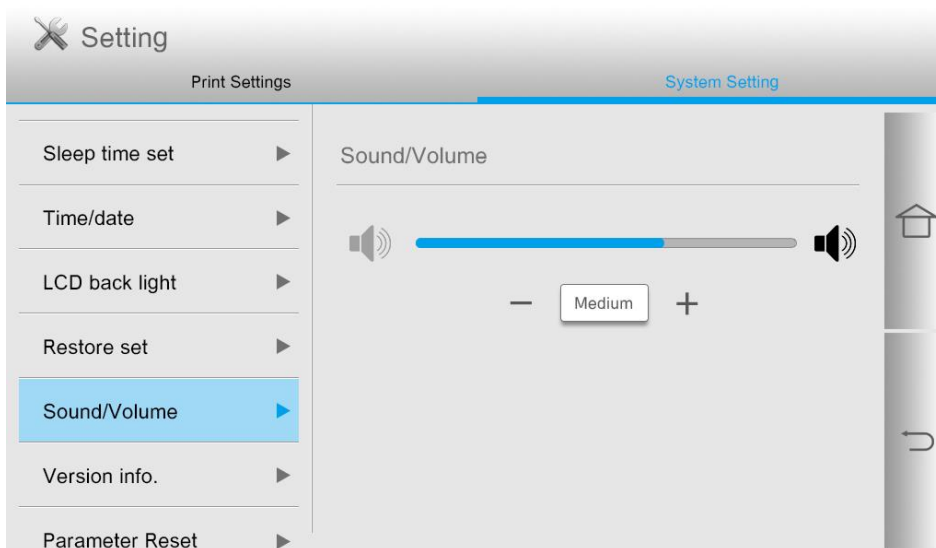 Setting
Print Settings
System Setting
Sleep time set
Time/date
LCD back light
Restore set
Sound/Volume
Version info.
Parameter Reset
Sound/Volume
Medium